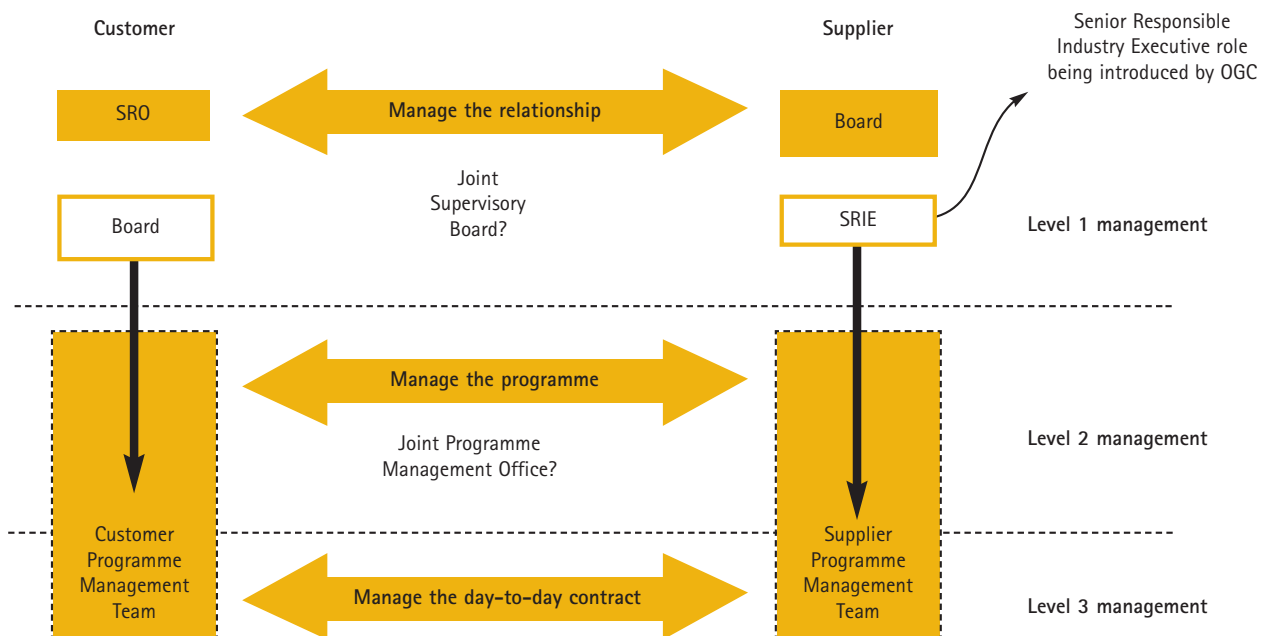 Customer
Supplier
Senior Responsible
Industry Executive role
being introduced by OGC
SRO
Manage the relationship
Board
Joint
Supervisory
Board?
Board
SRIE
Level 1 management
Manage the programme
Joint Programme
Management Office?
Level 2 management
Customer
Programme
Management
Team
Manage the day-to-day contract
Supplier
Programme
Management
Team
Level 3 management